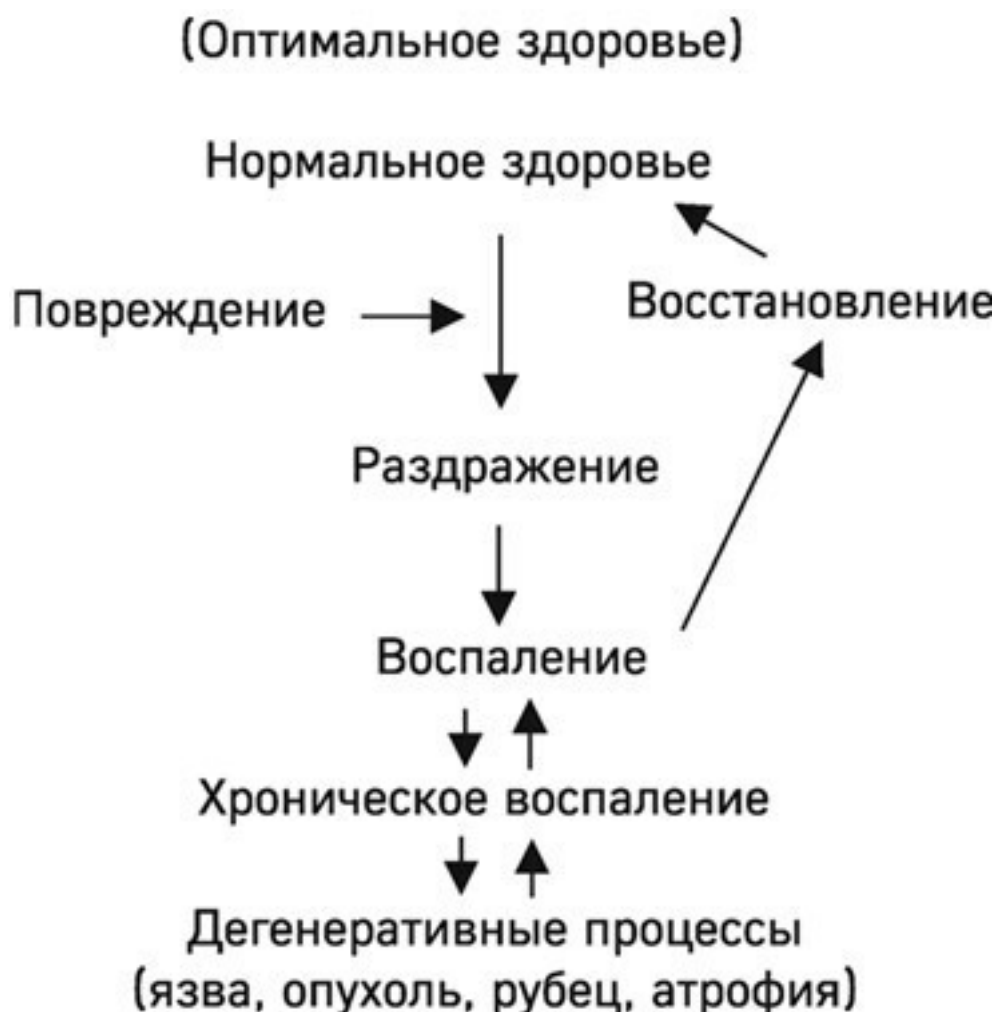 (Оптимальное здоровье)
Нормальное здоровье
Повреждение
Восстановление
Раздражение
Воспаление
Хроническое воспаление
Дегенеративные процессы
(язва, опухоль, рубец, атрофия)